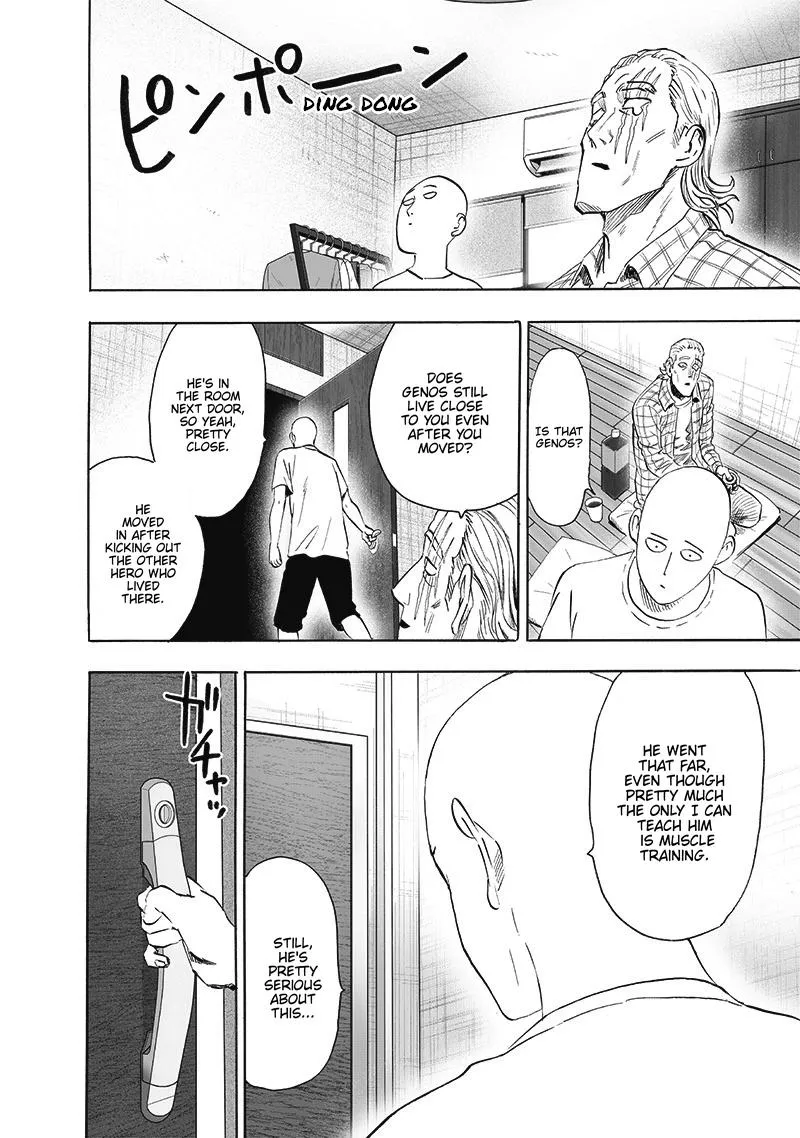 ピンポーン
DING DONG
IS THAT
GENOS?
DOES
GENOS STILL
LIVE CLOSE
TO YOU EVEN
AFTER YOU
MOVED?
HE'S IN
THE ROOM
NEXT DOOR,
SO YEAH,
PRETTY
CLOSE.
HE
MOVED
IN AFTER
KICKING OUT
THE OTHER
HERO WHO
LIVED
THERE.
HE WENT
THAT FAR,
EVEN THOUGH
PRETTY MUCH
THE ONLY I CAN
TEACH HIM
IS MUSCLE
TRAINING.
STILL,
HE'S
PRETTY
SERIOUS
ABOUT
THIS...
ガチャッ